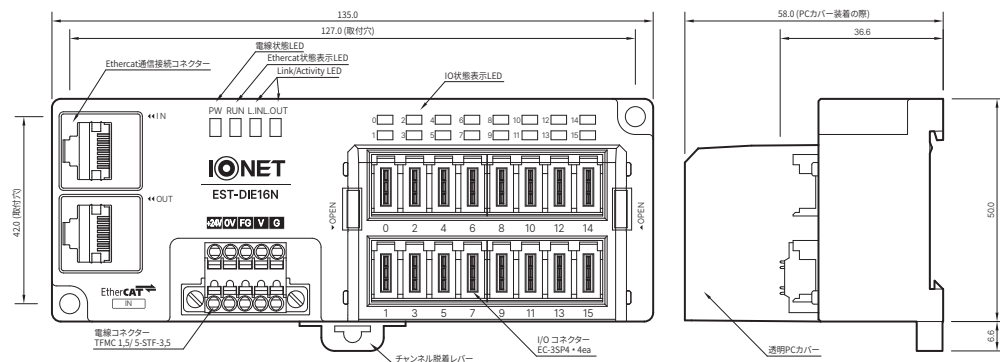 135.0
58.0 (PCカバー装着の際)
127.0 (取付穴)
36.6
電線状態LED
Ethercat状態表示LED
Link/Activity LED
Ethercat通信接続コネクター
IO状態表示LED
PW RUN L.IN L.OUT
IN
0 2 4 6 8 10 12 14
1 3 5 7 9 11 13 15
IONET
EST-DIE16N
OUT
OPEN
OPEN
42.0 (取付穴)
50.0
+24V 0V FG V G
0 2 4 6 8 10 12 14
EtherCAT
IN
1 3 5 7 9 11 13 15
6.6
電線コネクター
TFMC 1,5/ 5-STF-3,5
I/O コネクター
EC-3SP4・4ea
チャンネル脱着レバー
透明PCカバー